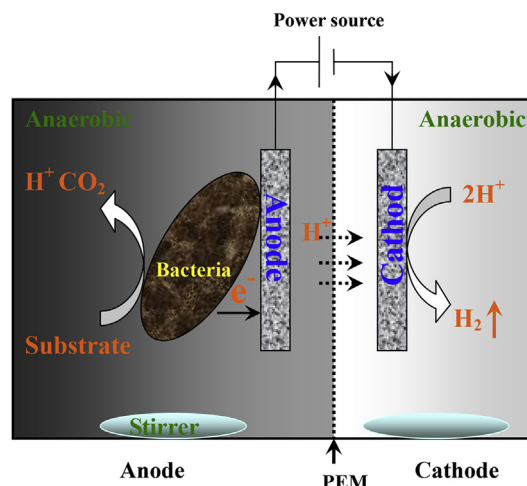 Power source
Anaerobic
Anaerobic
H⁺ CO₂
2H⁺
Anode
Cathod
H⁺
Bacteria
e⁻
Substrate
H₂
Stirrer
Anode
PEM
Cathode